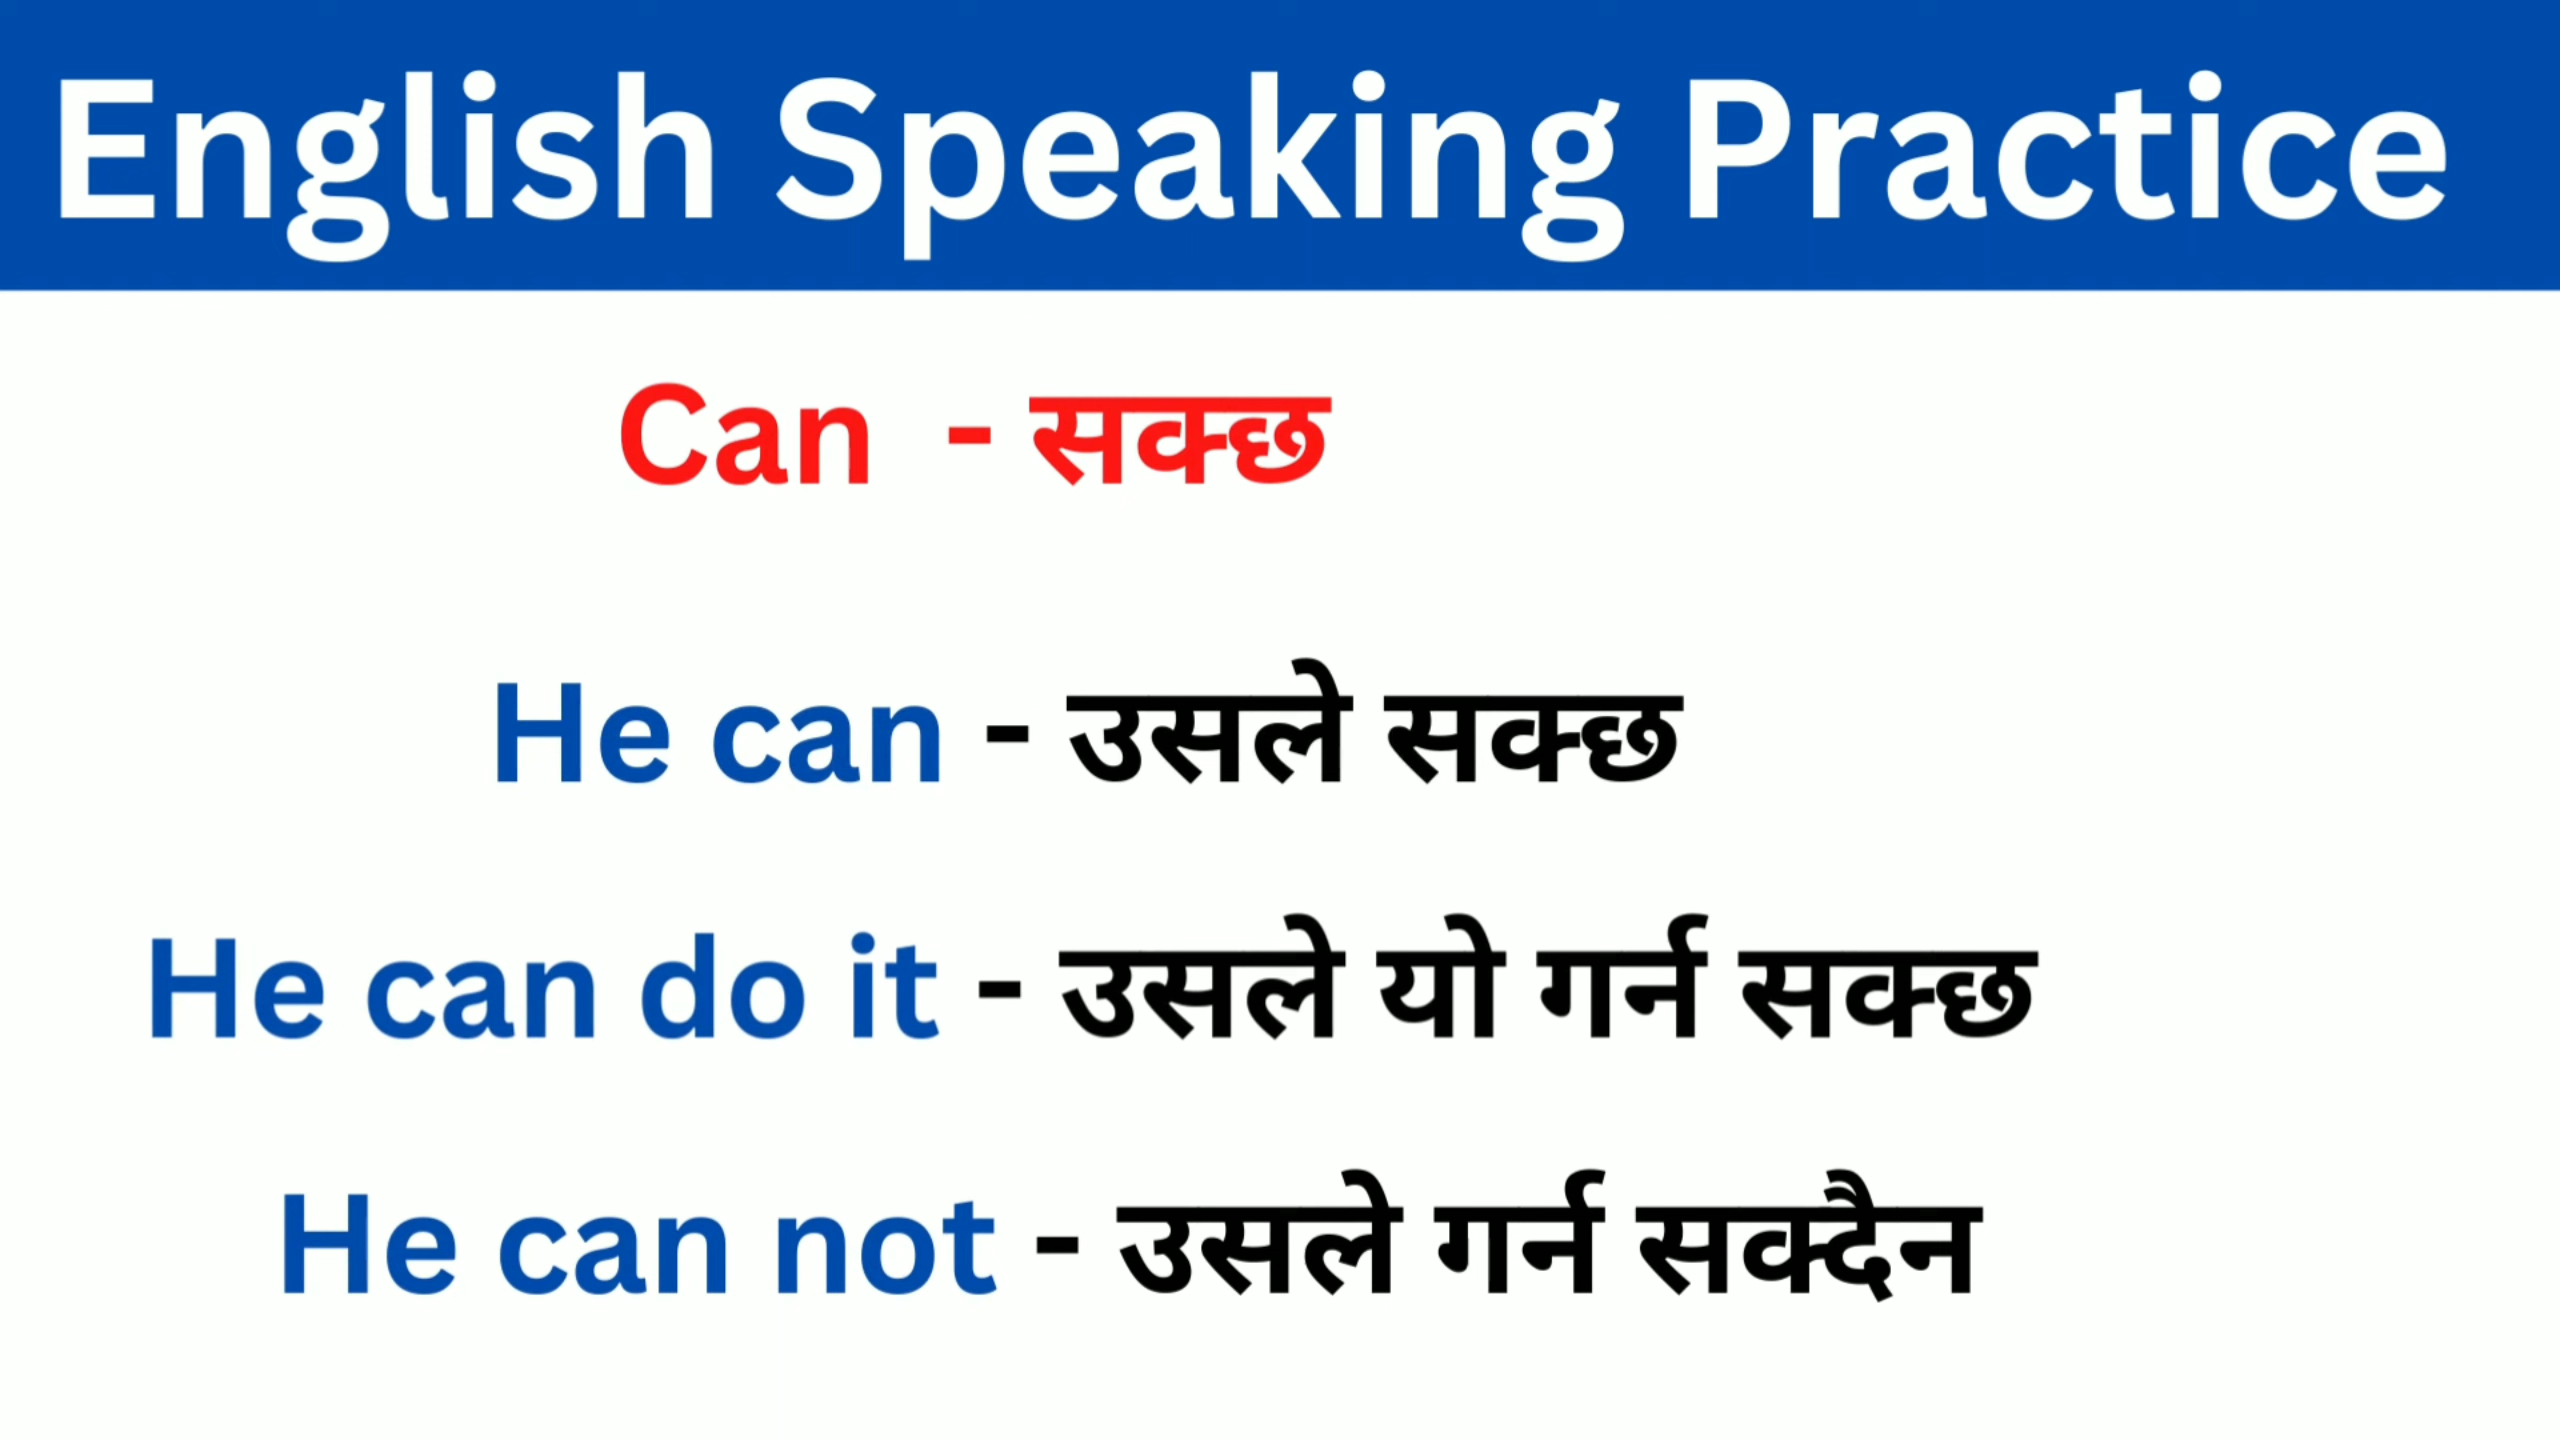 English Speaking Practice
Can - सक्छ
He can - उसले सक्छ
He can do it - उसले यो गर्न सक्छ
He can not - उसले गर्न सक्दैन